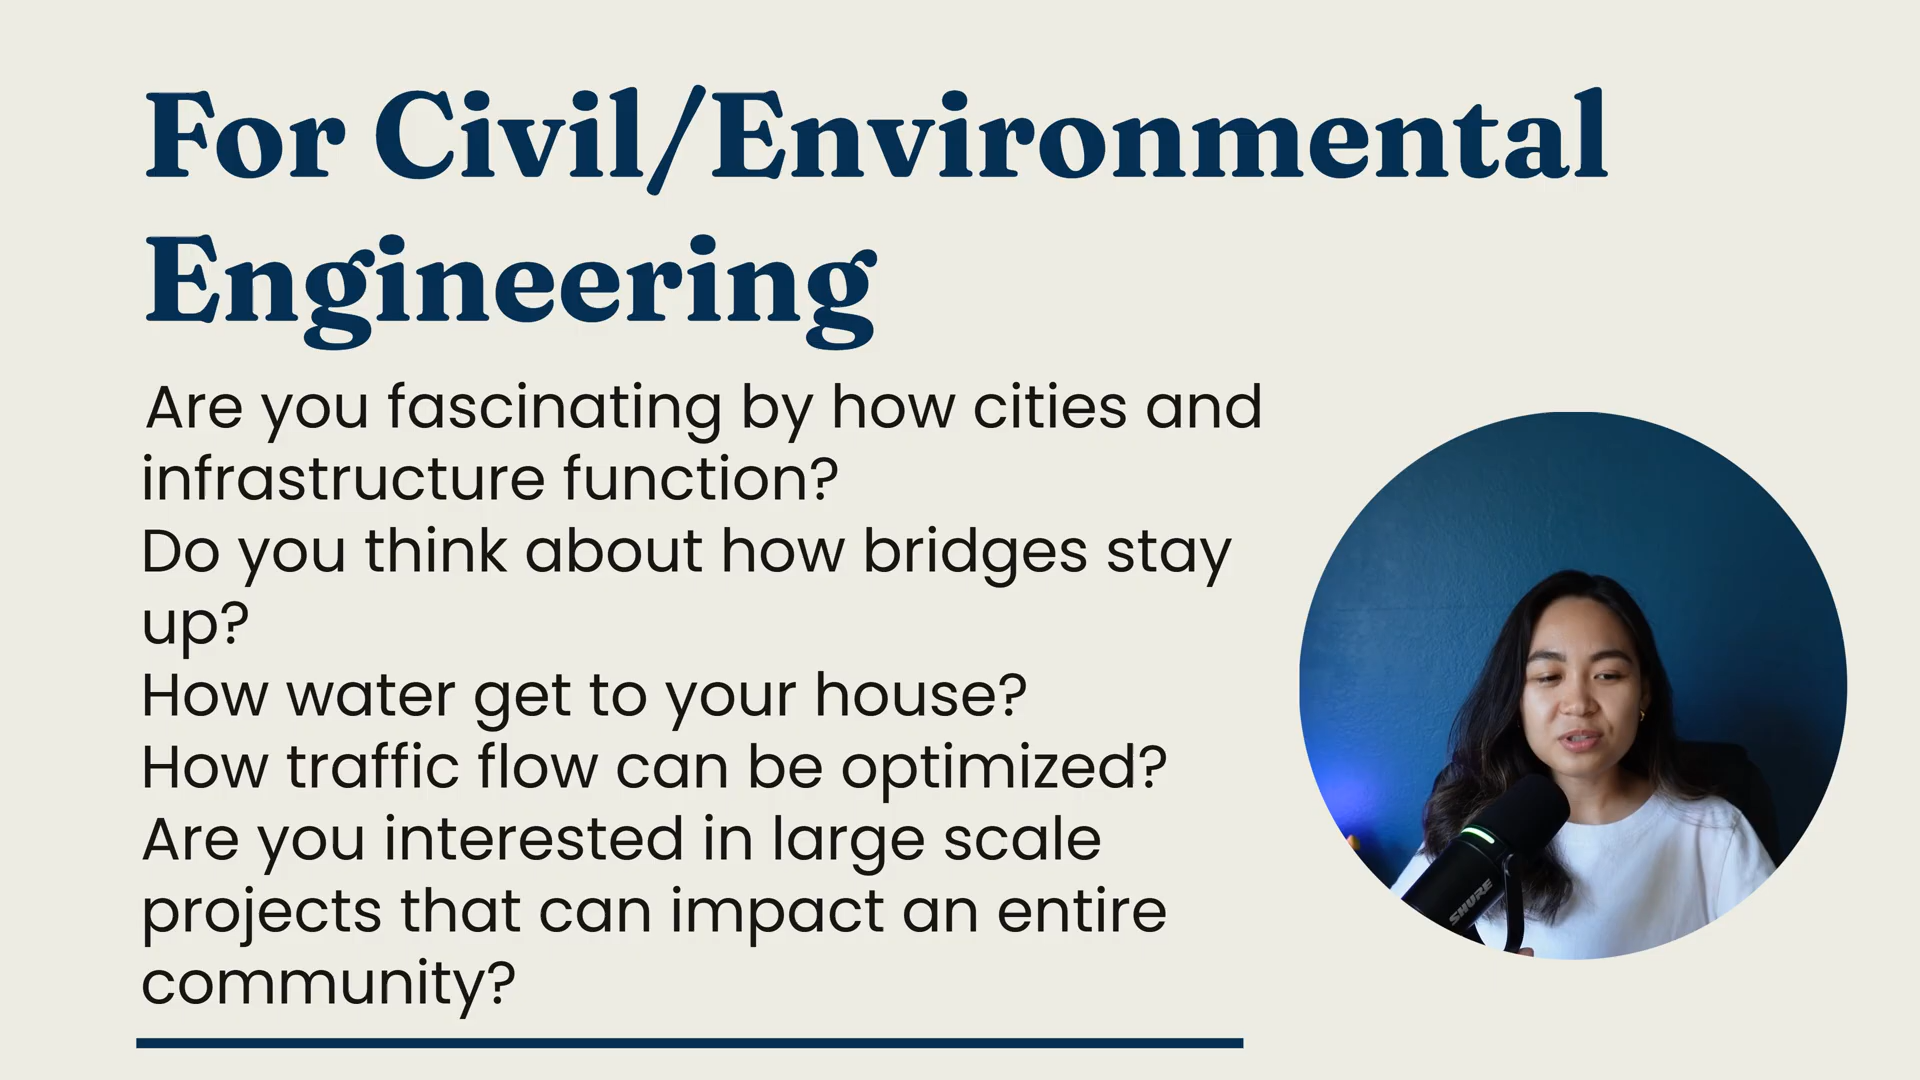 For Civil/Environmental
Engineering
Are you fascinating by how cities and
infrastructure function?
Do you think about how bridges stay
up?
How water get to your house?
How traffic flow can be optimized?
Are you interested in large scale
projects that can impact an entire
community?
SHURE